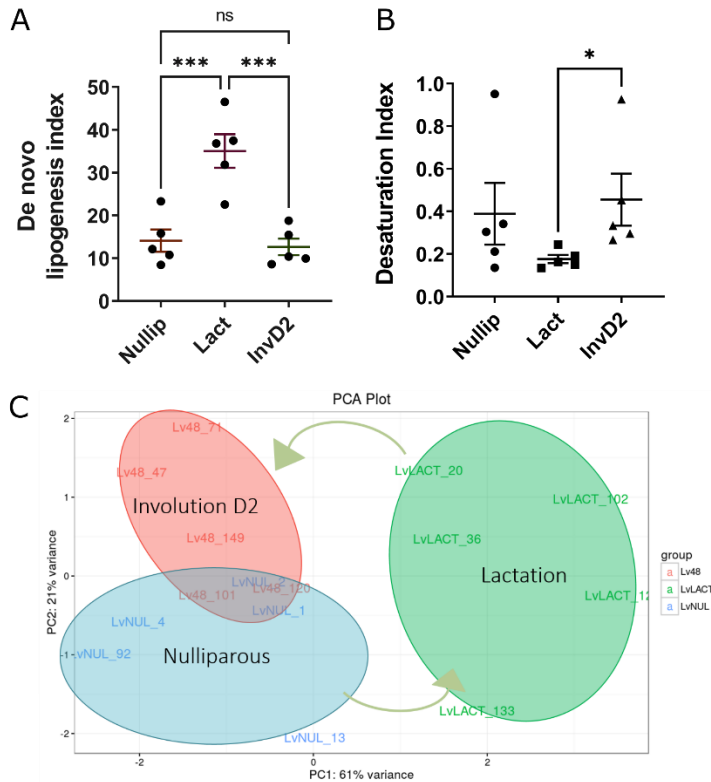 A
ns
***
***
De novo
lipogenesis index
50
40
30
20
10
0
Nullip
Lact
InvD2
B
*
Desaturation Index
1.0
0.8
0.6
0.4
0.2
0.0
Nullip
Lact
InvD2
C
PCA Plot
PC2: 21% variance
2
1
0
-1
-2
Lv48_71
Lv48_47
Involution D2
Lv48_149
LvNUL_2
Lv48_120
Lv48_101
LvNUL_1
LvNUL_4
LvNUL_92
Nulliparous
LvNUL_13
LvLACT_20
LvLACT_102
LvLACT_36
Lactation
LvLACT_12
LvLACT_133
-2
0
2
PC1: 61% variance
group
a Lv48
a LvLACT
a LvNUL